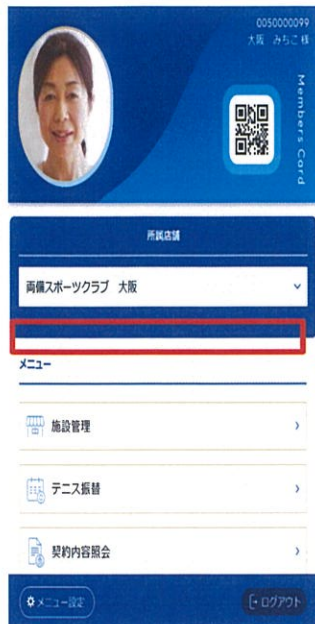 0050000099
大阪 みちこ 様
Members Card
所属店舗
両備スポーツクラブ 大阪
メニュー
施設管理
テニス振替
契約内容照会
メニュー設定
ログアウト